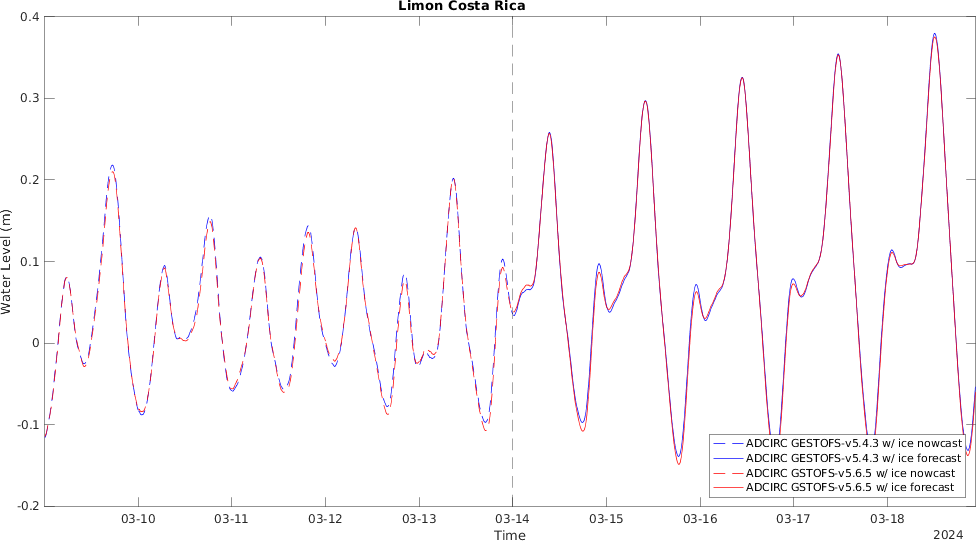 Limon Costa Rica
0.4
0.3
0.2
0.1
0
-0.1
-0.2
Water Level (m)
ADCIRC GESTOFS-v5.4.3 w/ ice nowcast
ADCIRC GESTOFS-v5.4.3 w/ ice forecast
ADCIRC GSTOFS-v5.6.5 w/ ice nowcast
ADCIRC GSTOFS-v5.6.5 w/ ice forecast
03-10 03-11 03-12 03-13 03-14 03-15 03-16 03-17 03-18
Time
2024